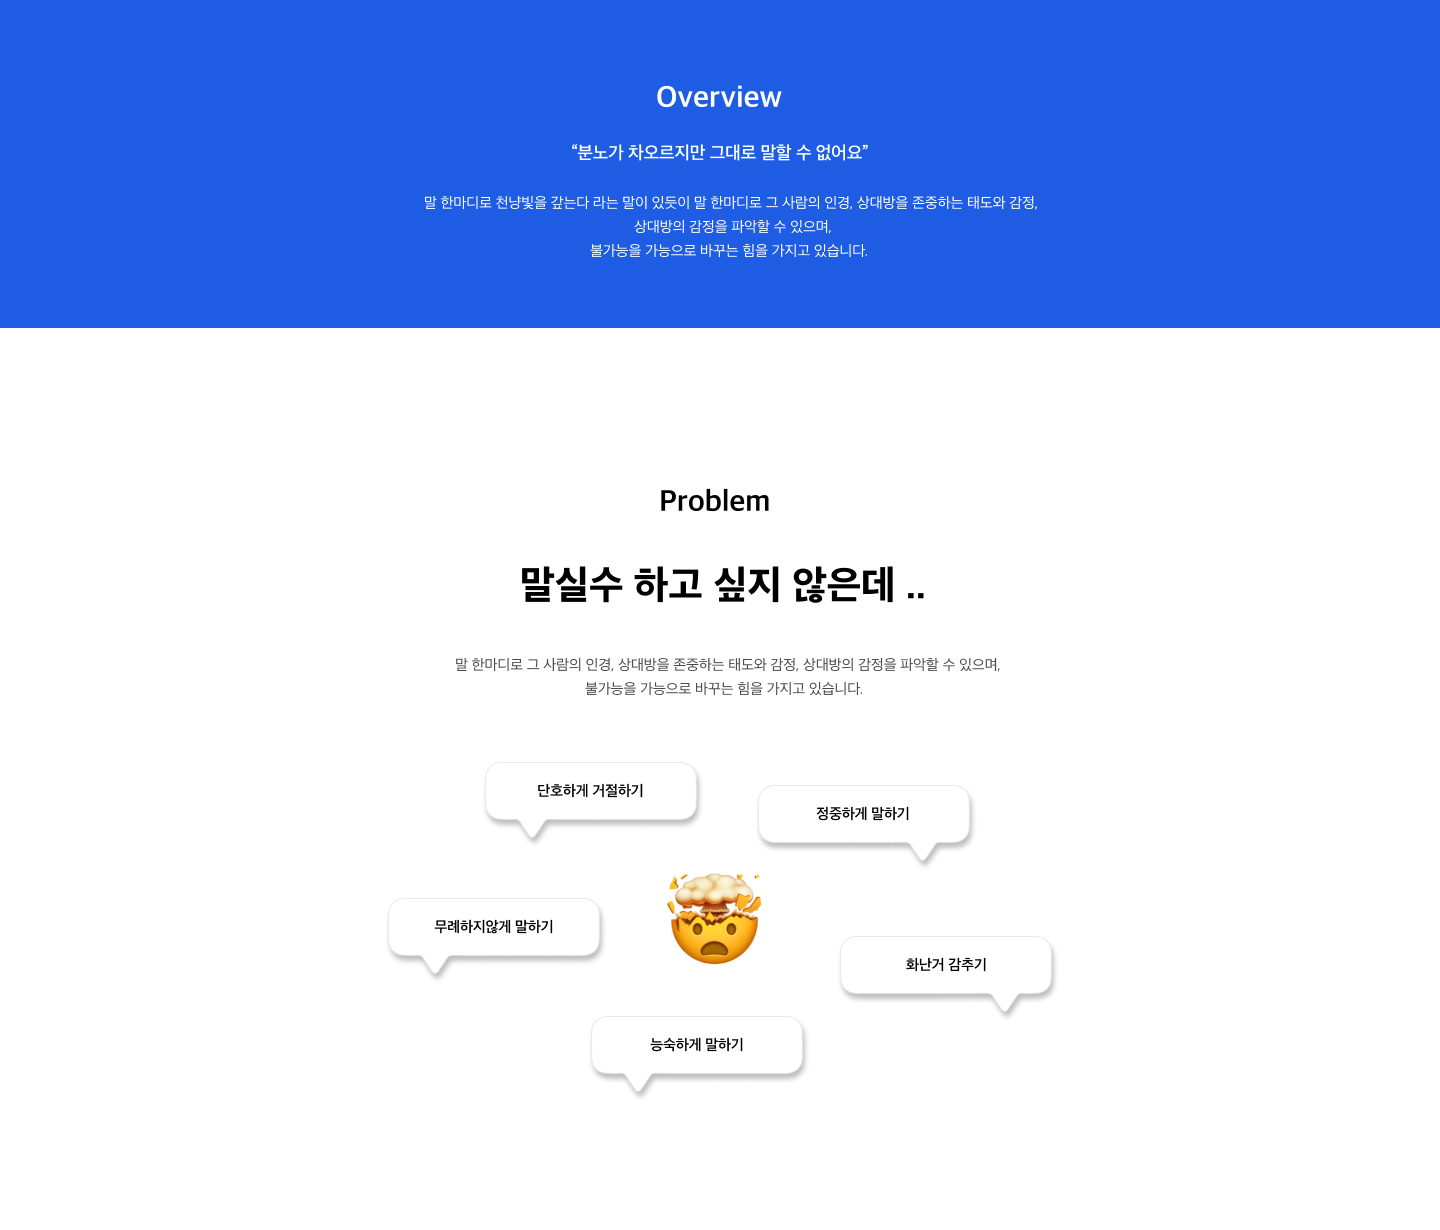 Overview
“분노가 차오르지만 그대로 말할 수 없어요”
말 한마디로 천냥빛을 갚는다 라는 말이 있듯이 말 한마디로 그 사람의 인경, 상대방을 존중하는 태도와 감정,
상대방의 감정을 파악할 수 있으며,
불가능을 가능으로 바꾸는 힘을 가지고 있습니다.
Problem
말실수 하고 싶지 않은데 ..
말 한마디로 그 사람의 인경, 상대방을 존중하는 태도와 감정, 상대방의 감정을 파악할 수 있으며,
불가능을 가능으로 바꾸는 힘을 가지고 있습니다.
단호하게 거절하기
정중하게 말하기
무례하지않게 말하기
화난거 감추기
능숙하게 말하기